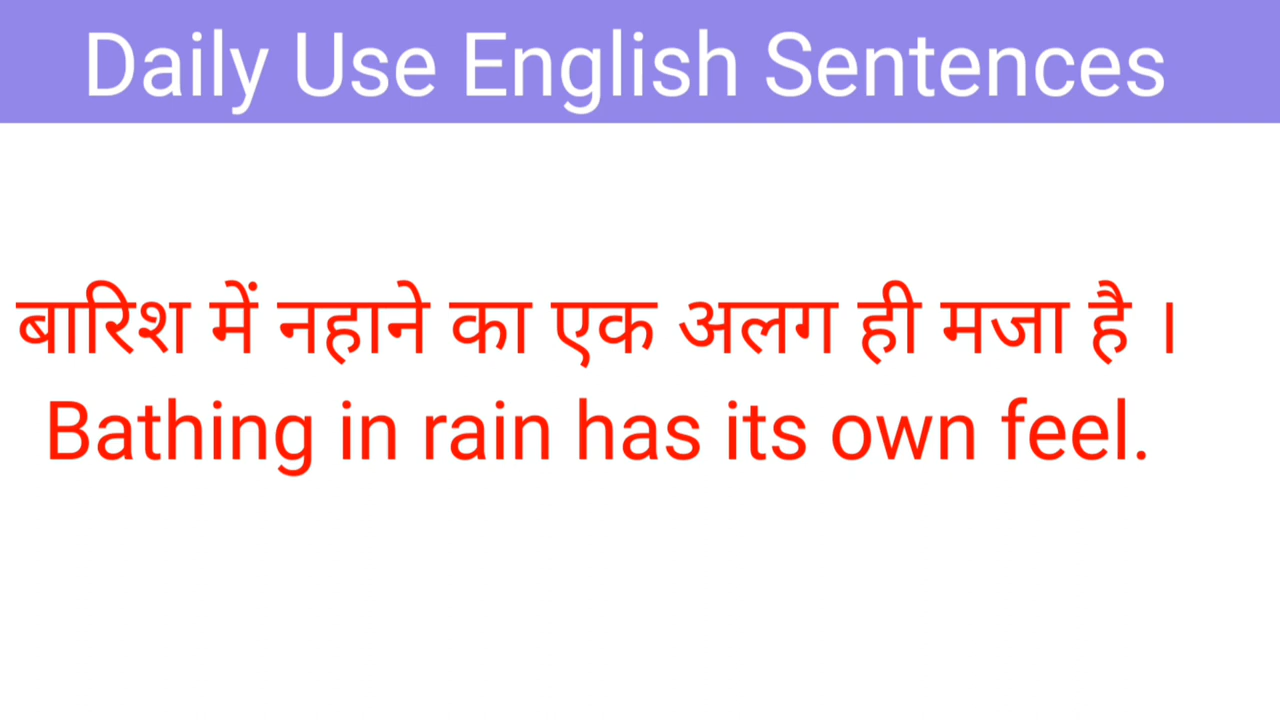 Daily Use English Sentences
बारिश में नहाने का एक अलग ही मजा है ।
Bathing in rain has its own feel.